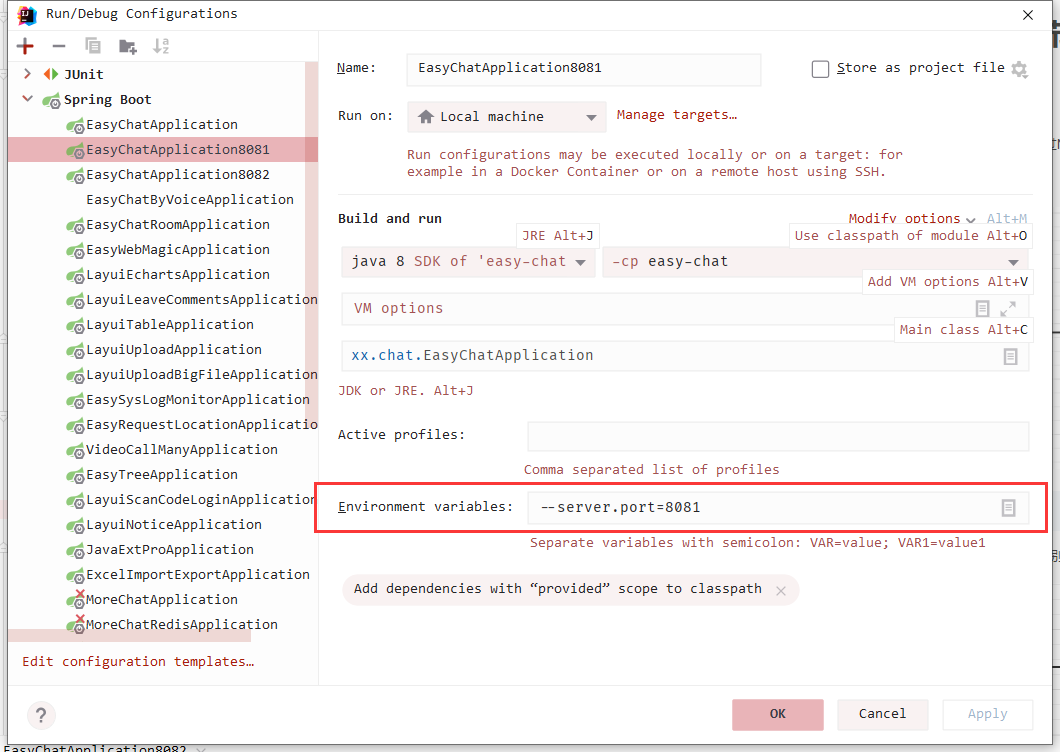 Run/Debug Configurations
JUnit
Spring Boot
EasyChatApplication
EasyChatApplication8081
EasyChatApplication8082
EasyChatByVoiceApplication
EasyChatRoomApplication
EasyWebMagicApplication
LayuiEchartsApplication
LayuiLeaveCommentsApplication
LayuiTableApplication
LayuiUploadApplication
LayuiUploadBigFileApplication
EasySysLogMonitorApplication
EasyRequestLocationApplicatio
VideoCallManyApplication
EasyTreeApplication
LayuiScanCodeLoginApplication
LayuiNoticeApplication
JavaExtProApplication
ExcelImportExportApplication
MoreChatApplication
MoreChatRedisApplication
Edit configuration templates…
?
Name: EasyChatApplication8081 Store as project file
Run on: Local machine Manage targets…
Run configurations may be executed locally or on a target: for
example in a Docker Container or on a remote host using SSH.
Build and run Modify options Alt+M
JRE Alt+J Use classpath of module Alt+O
java 8 SDK of 'easy-chat -cp easy-chat
Add VM options Alt+V
VM options
Main class Alt+C
xx.chat.EasyChatApplication
JDK or JRE. Alt+J
Active profiles:
Comma separated list of profiles
Environment variables: --server.port=8081
Separate variables with semicolon: VAR=value; VAR1=value1
Add dependencies with “provided” scope to classpath
OK Cancel Apply
EasyChatApplication8082